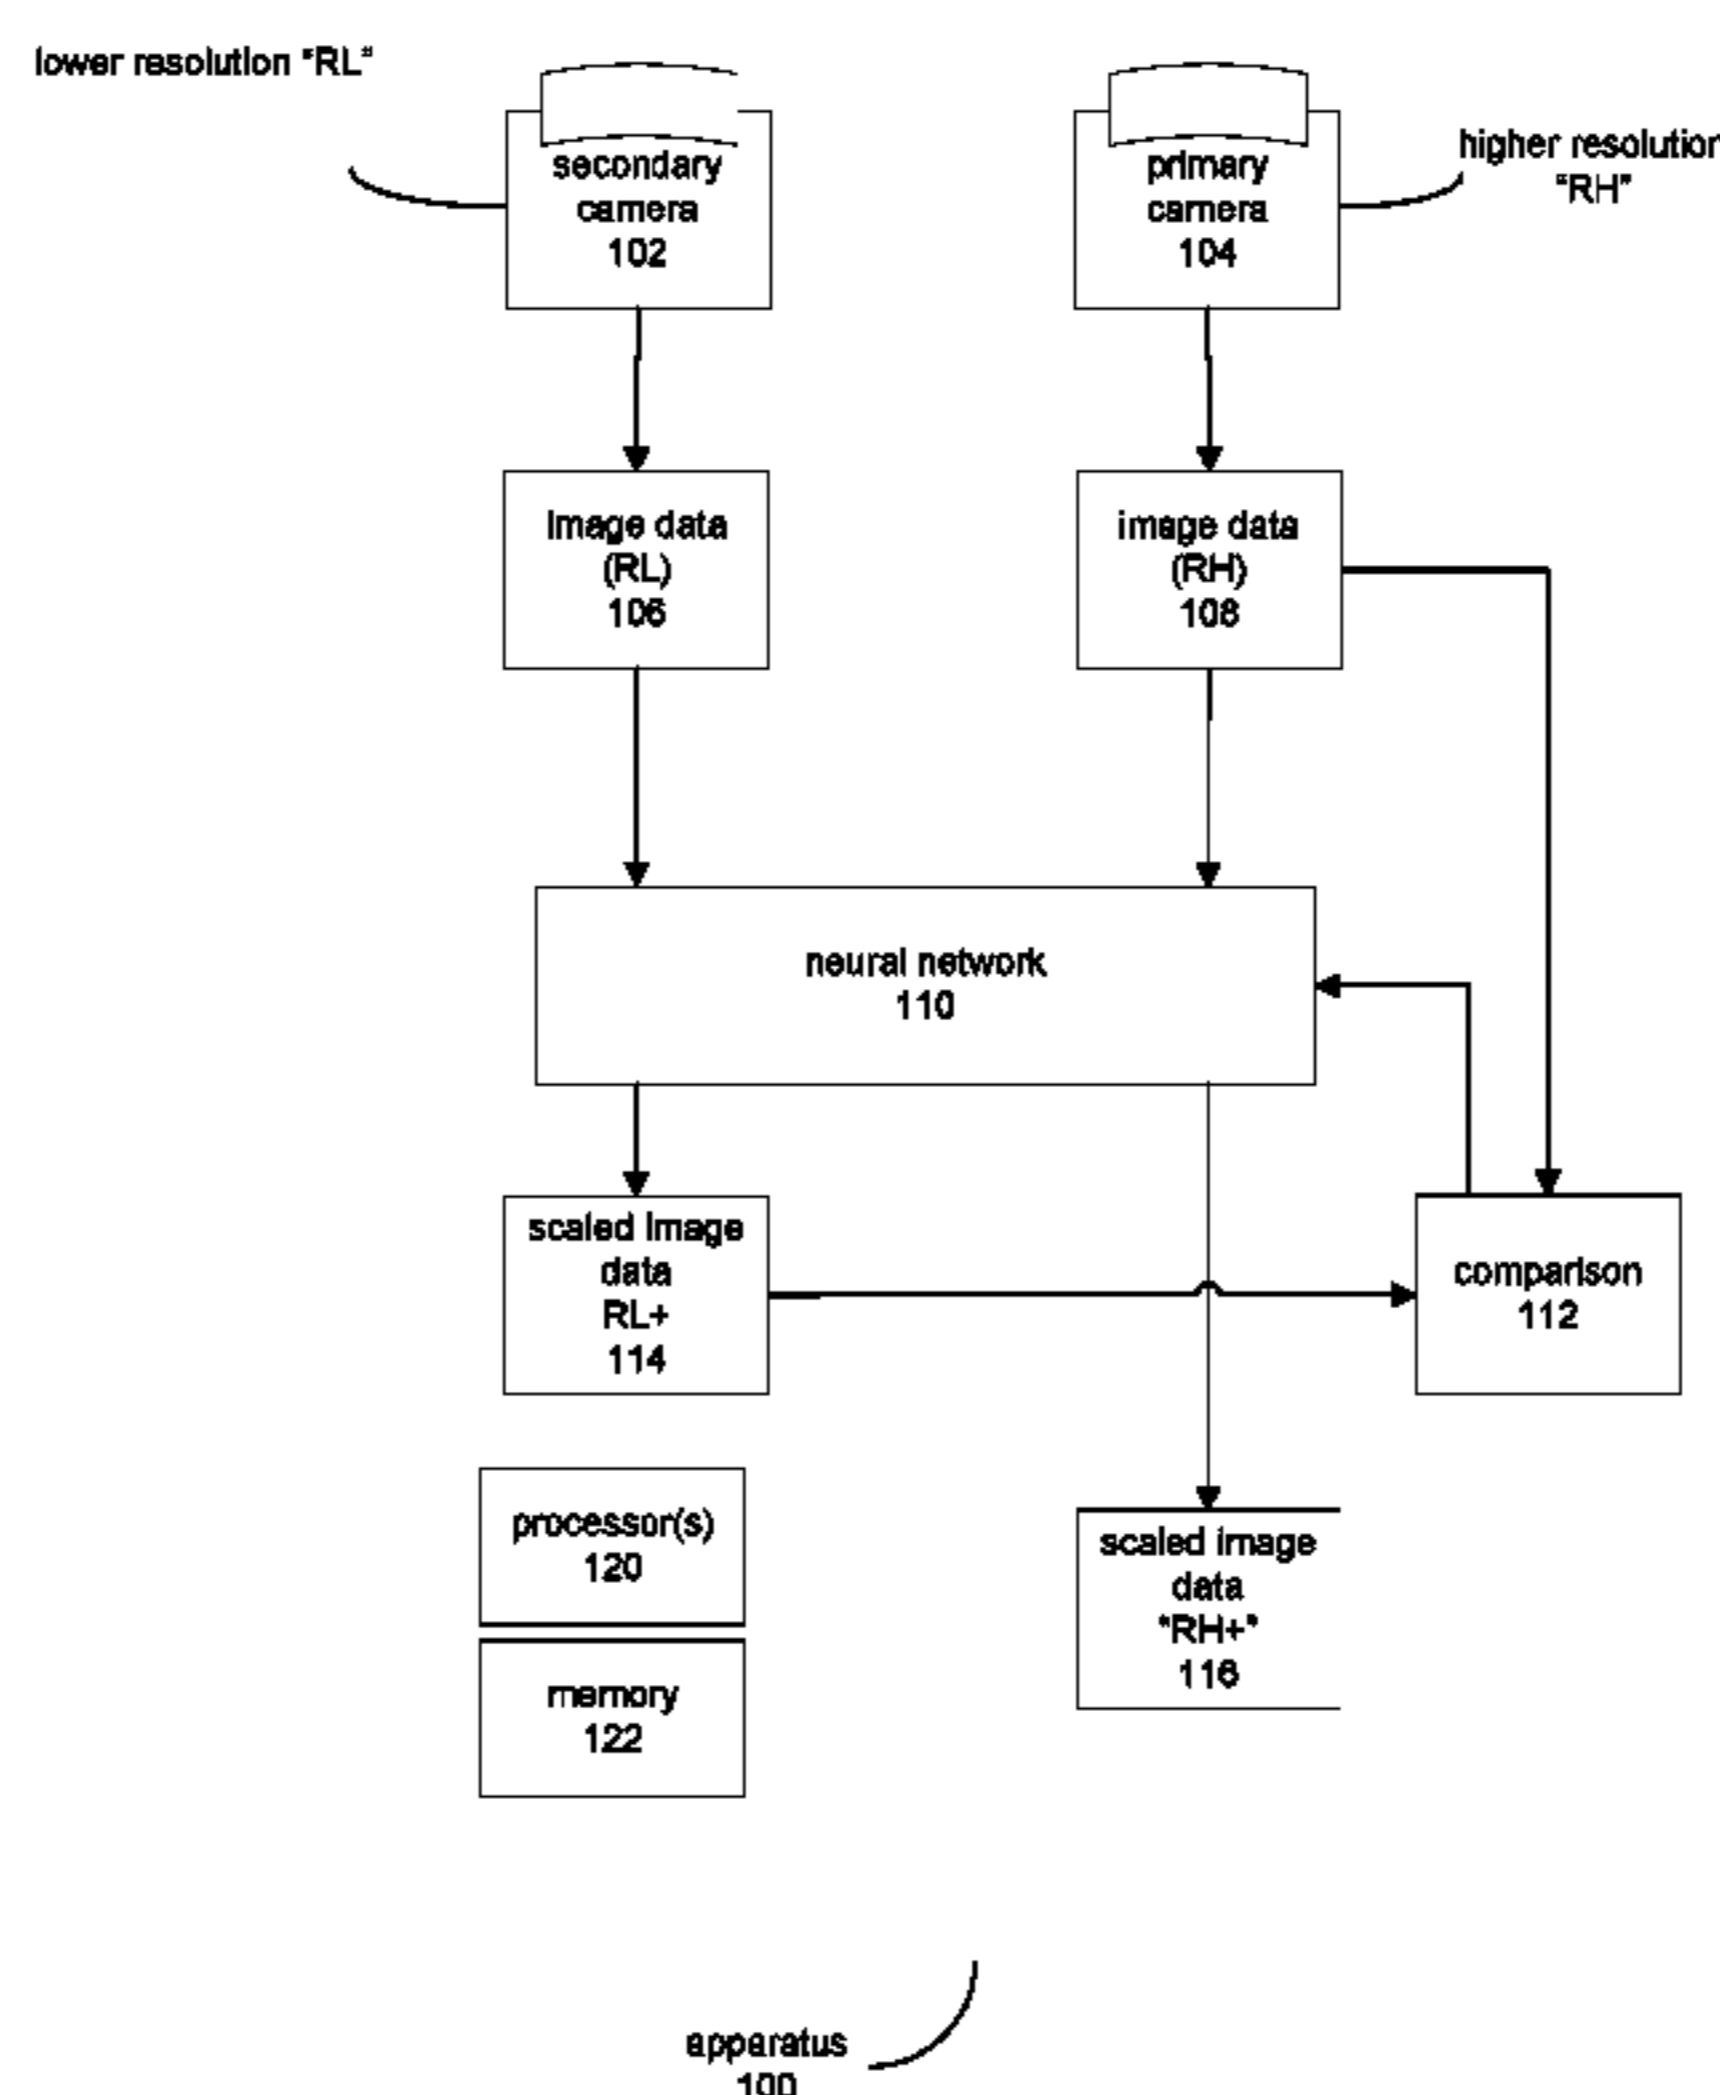 lower resolution "RL"
secondary
camera
102
primary
camera
104
higher resolution
"RH"
image data
(RL)
106
image data
(RH)
108
neural network
110
scaled image
data
RL+
114
comparison
112
processor(s)
120
scaled image
data
"RH+"
116
memory
122
apparatus
100